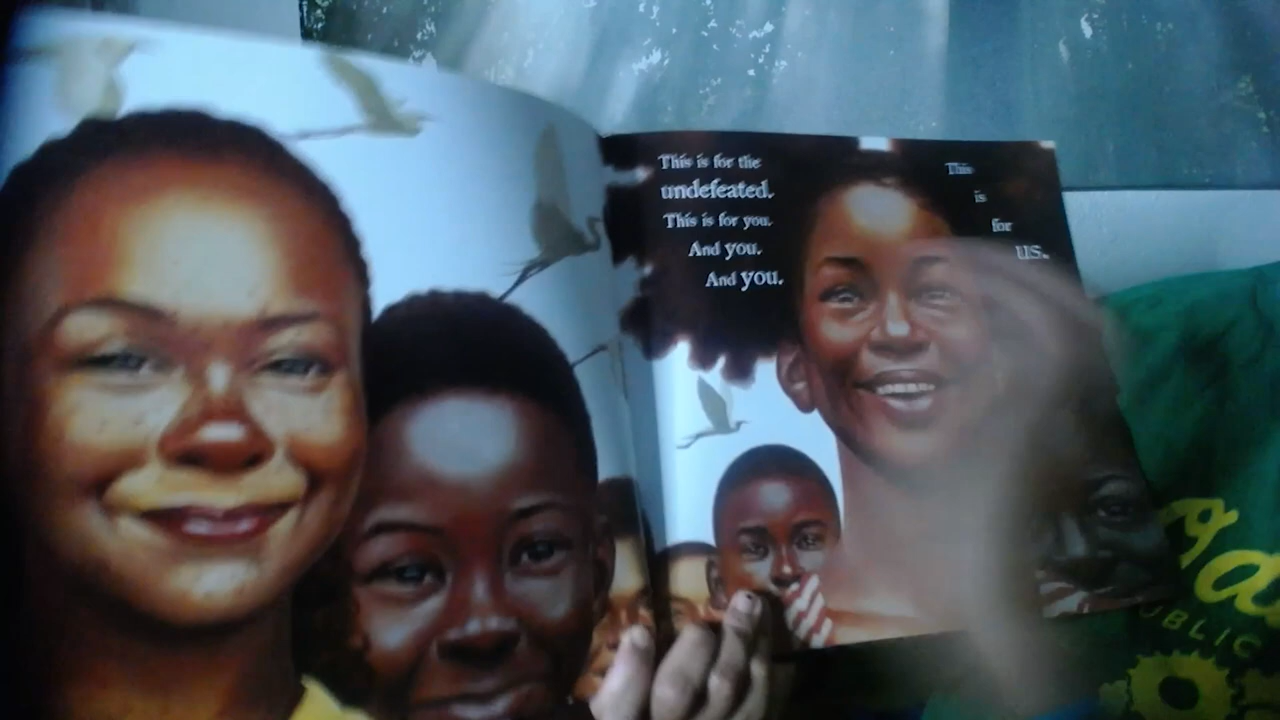 This is for the
undefeated.
This is for you.
And you.
And you.
This
is
for
US.